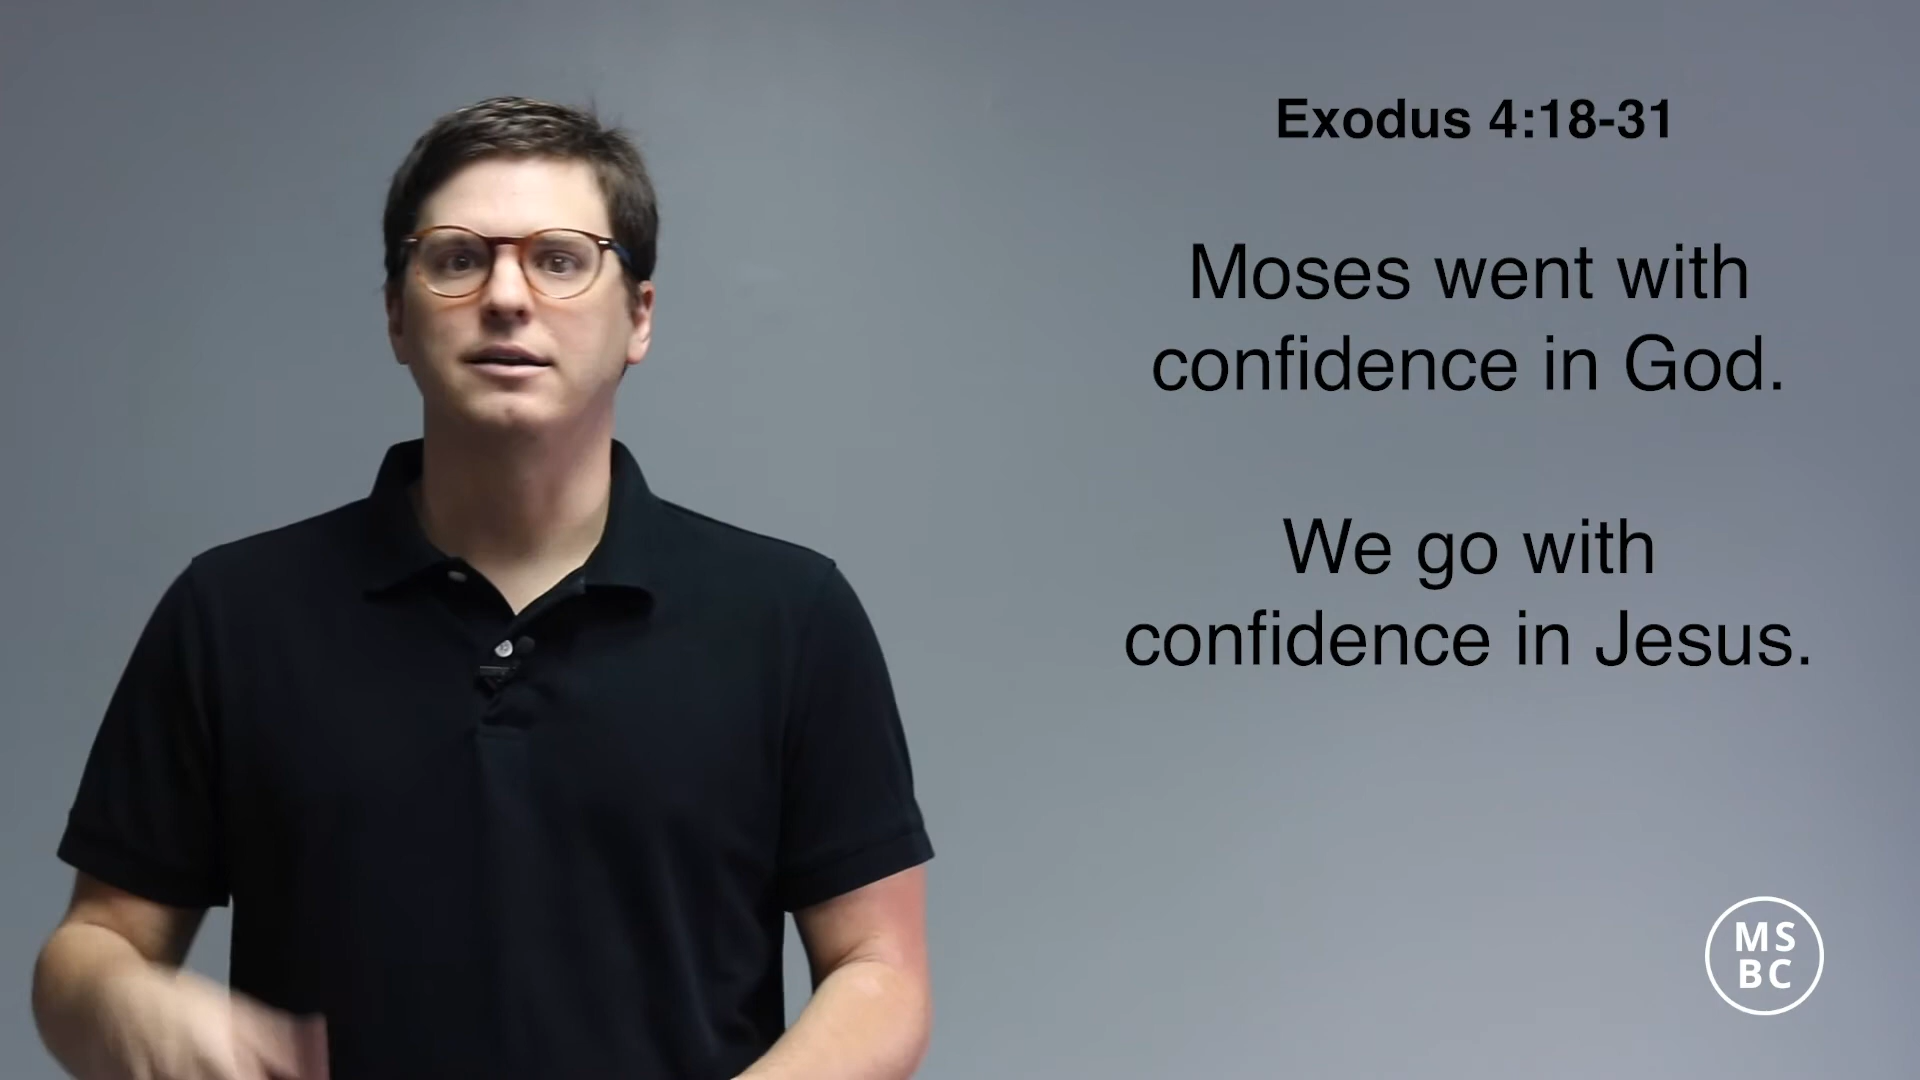 Exodus 4:18-31
Moses went with
confidence in God.
We go with
confidence in Jesus.
MS
BC